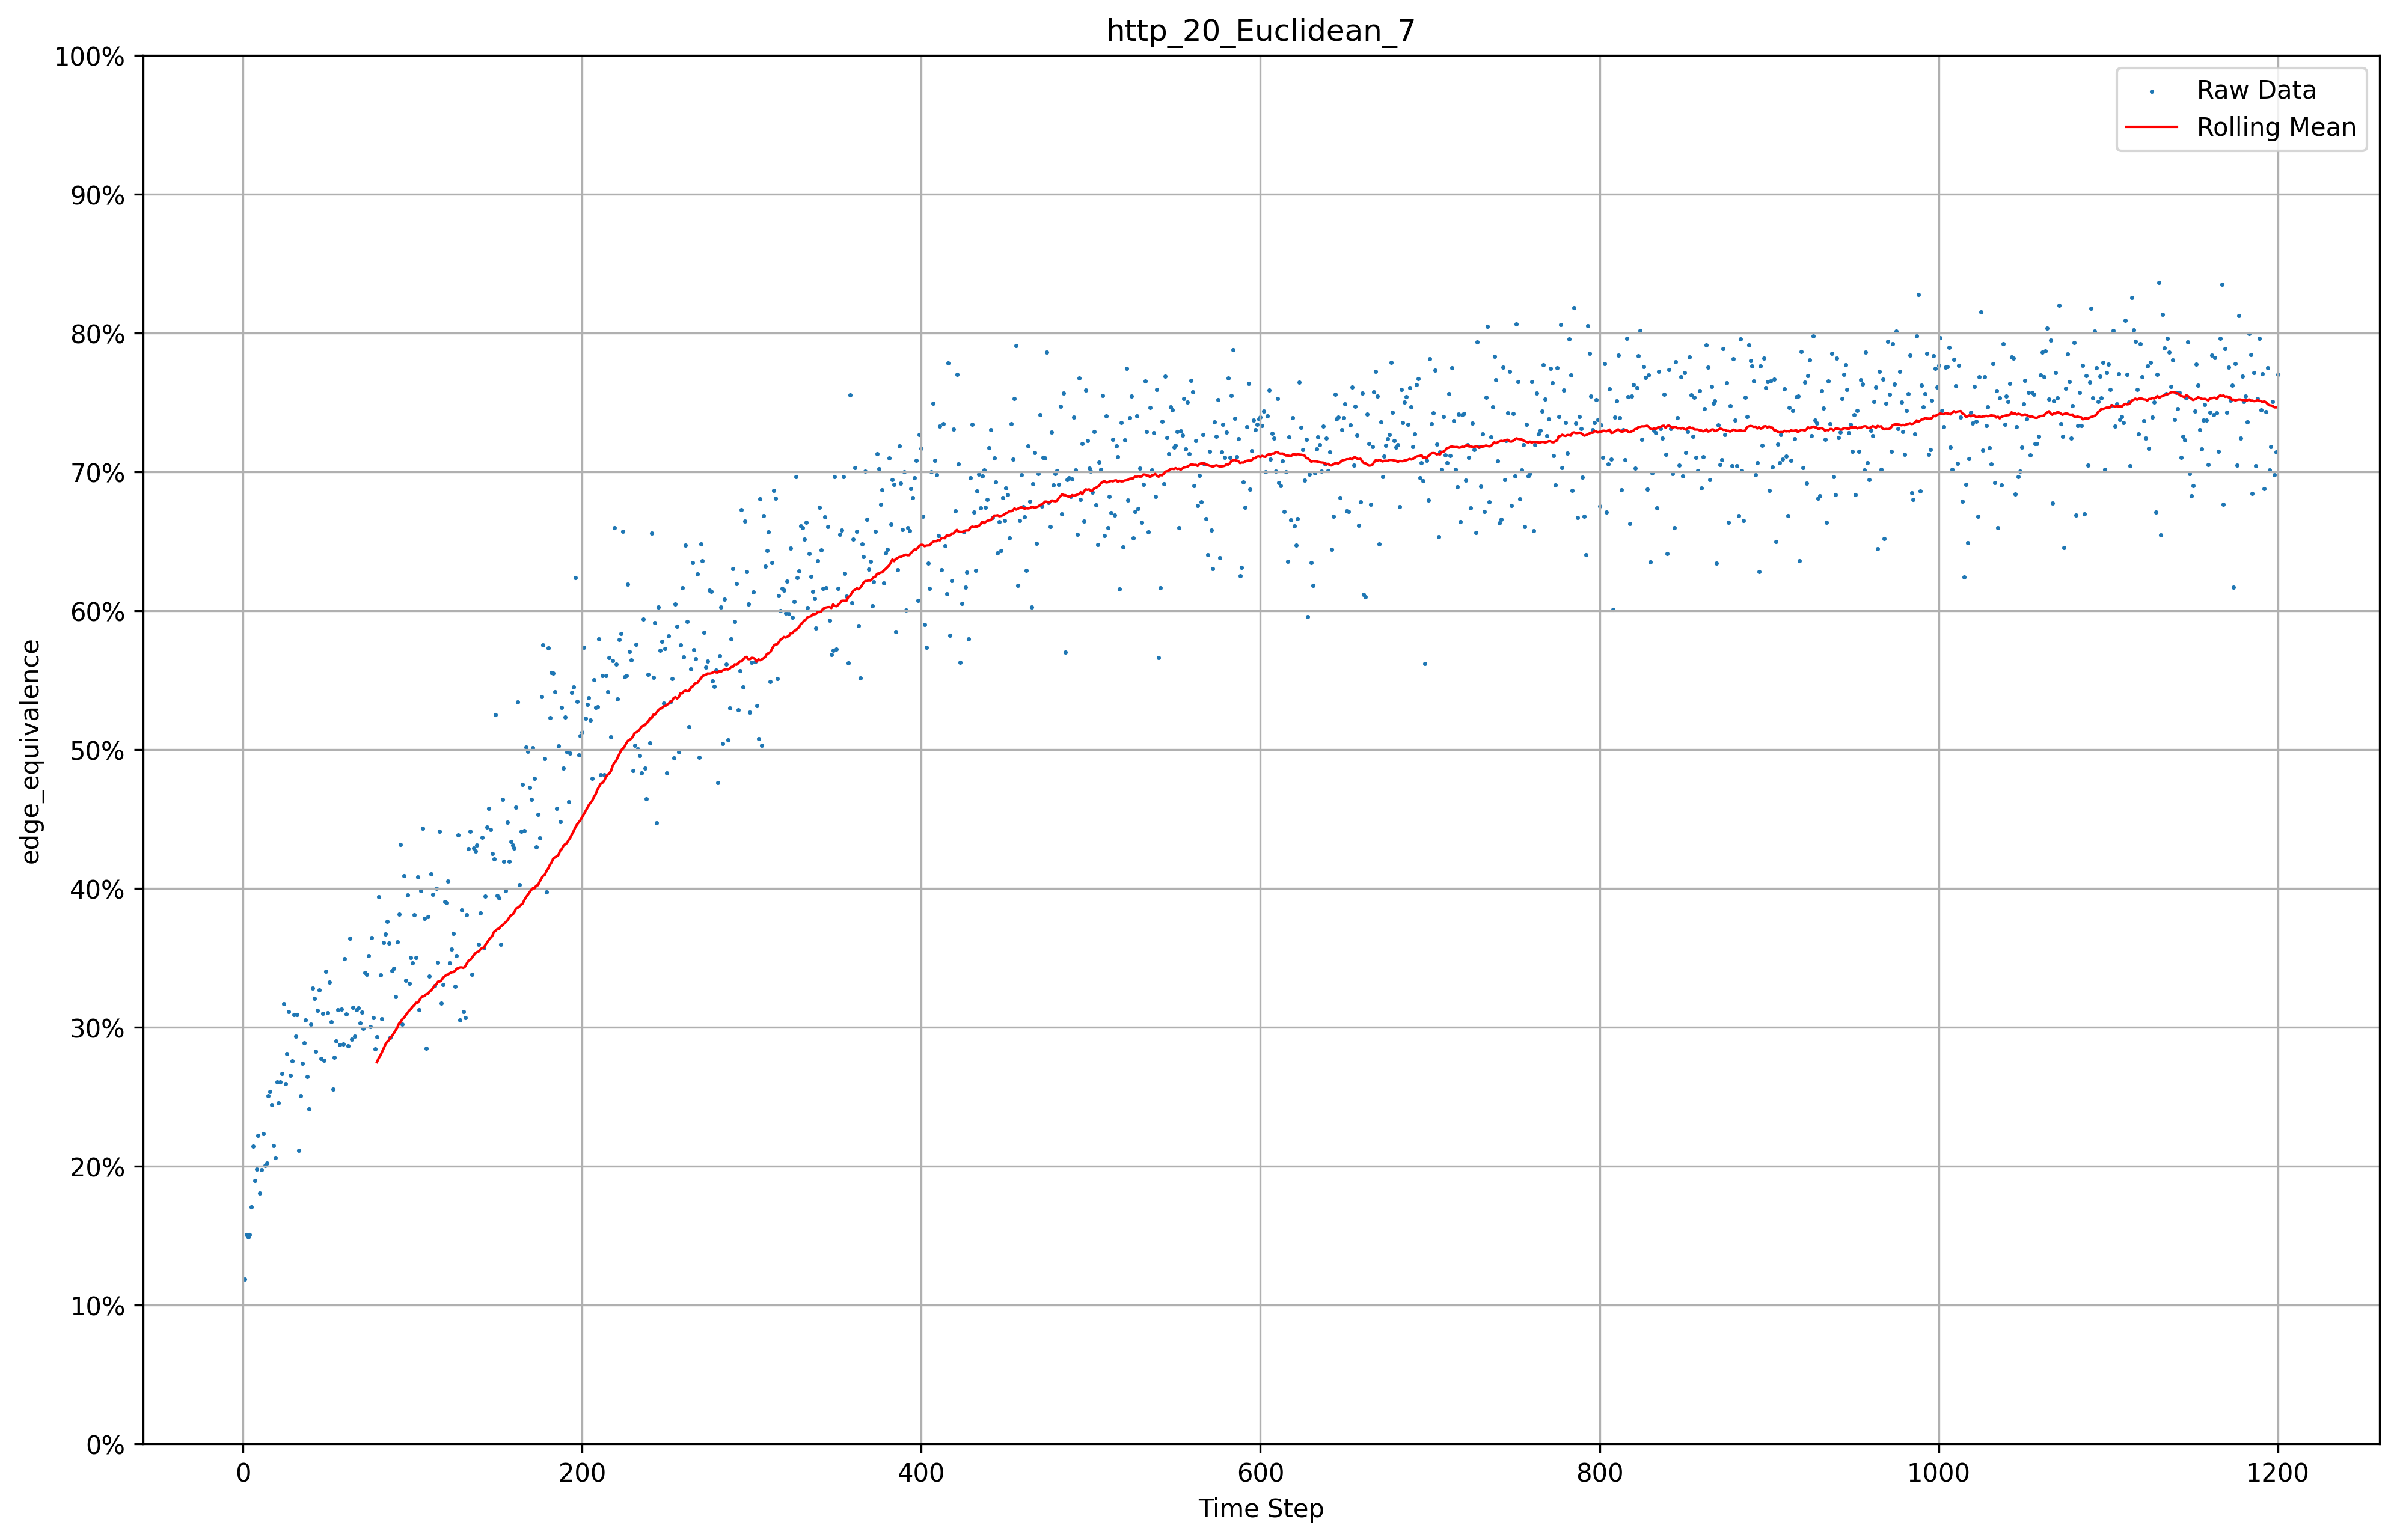 http_20_Euclidean_7
Raw Data
Rolling Mean
100%
90%
80%
70%
60%
50%
40%
30%
20%
10%
0%
edge_equivalence
0 200 400 600 800 1000 1200
Time Step